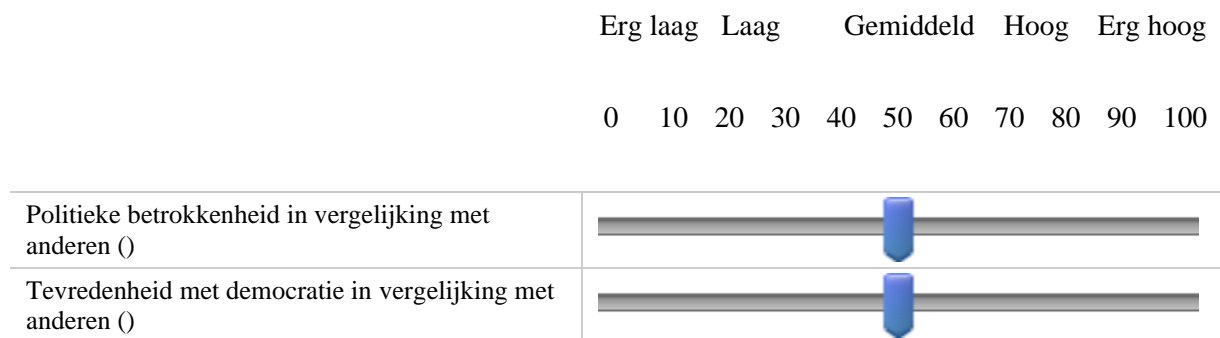 Erg laag Laag Gemiddeld Hoog Erg hoog
0 10 20 30 40 50 60 70 80 90 100
Politieke betrokkenheid in vergelijking met
anderen ()
Tevredenheid met democratie in vergelijking met
anderen ()